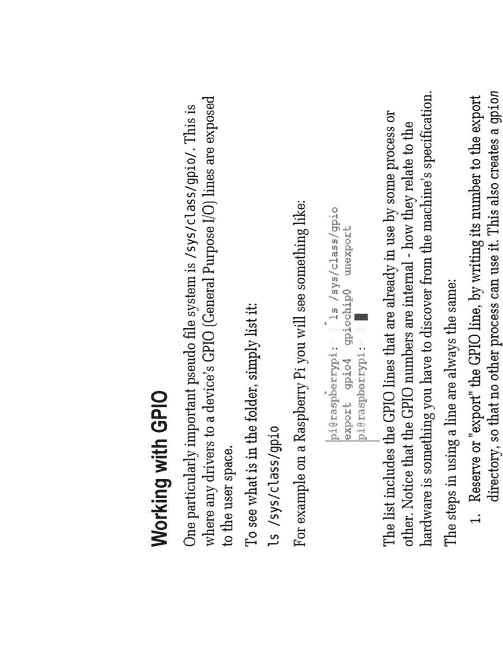 Working with GPIO
One particularly important pseudo file system is /sys/class/gpio/. This is
where any drivers to a device's GPIO (General Purpose I/O) lines are exposed
to the user space.
To see what is in the folder, simply list it:
ls /sys/class/gpio
For example on a Raspberry Pi you will see something like:
pi@raspberrypi: ls /sys/class/gpio
export gpio4 gpiochip0 unexport
pi@raspberrypi:
The list includes the GPIO lines that are already in use by some process or
other. Notice that the GPIO numbers are internal - how they relate to the
hardware is something you have to discover from the machine's specification.
The steps in using a line are always the same:
1. Reserve or "export" the GPIO line, by writing its number to the export
directory, so that no other process can use it. This also creates a gpion